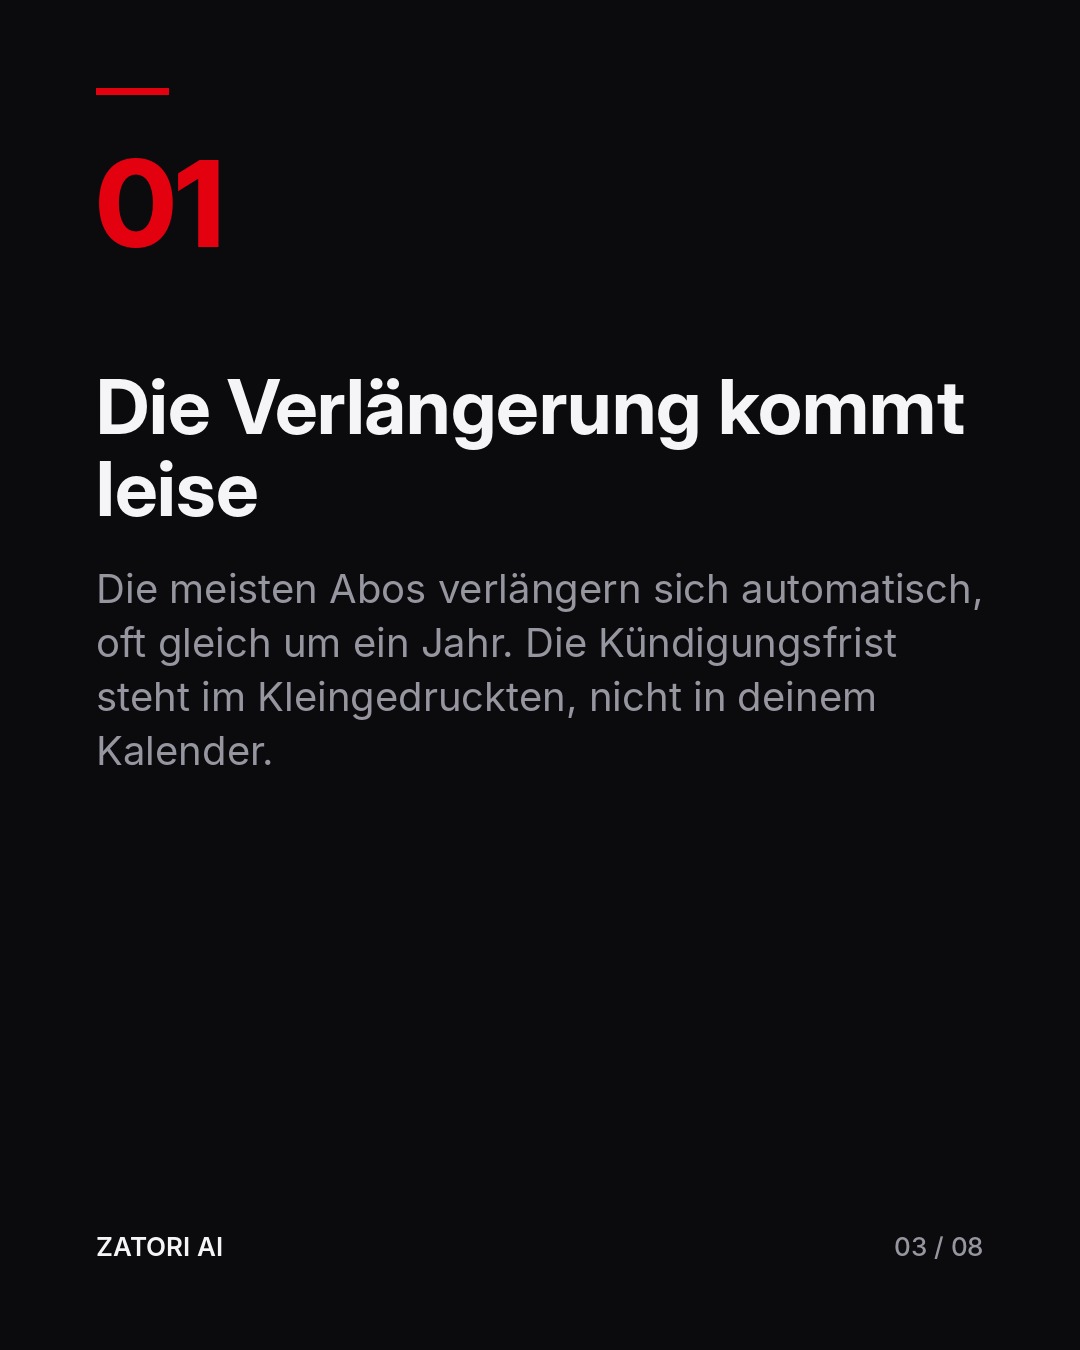 01
Die Verlängerung kommt
leise
Die meisten Abos verlängern sich automatisch,
oft gleich um ein Jahr. Die Kündigungsfrist
steht im Kleingedruckten, nicht in deinem
Kalender.
ZATORI AI
03 / 08